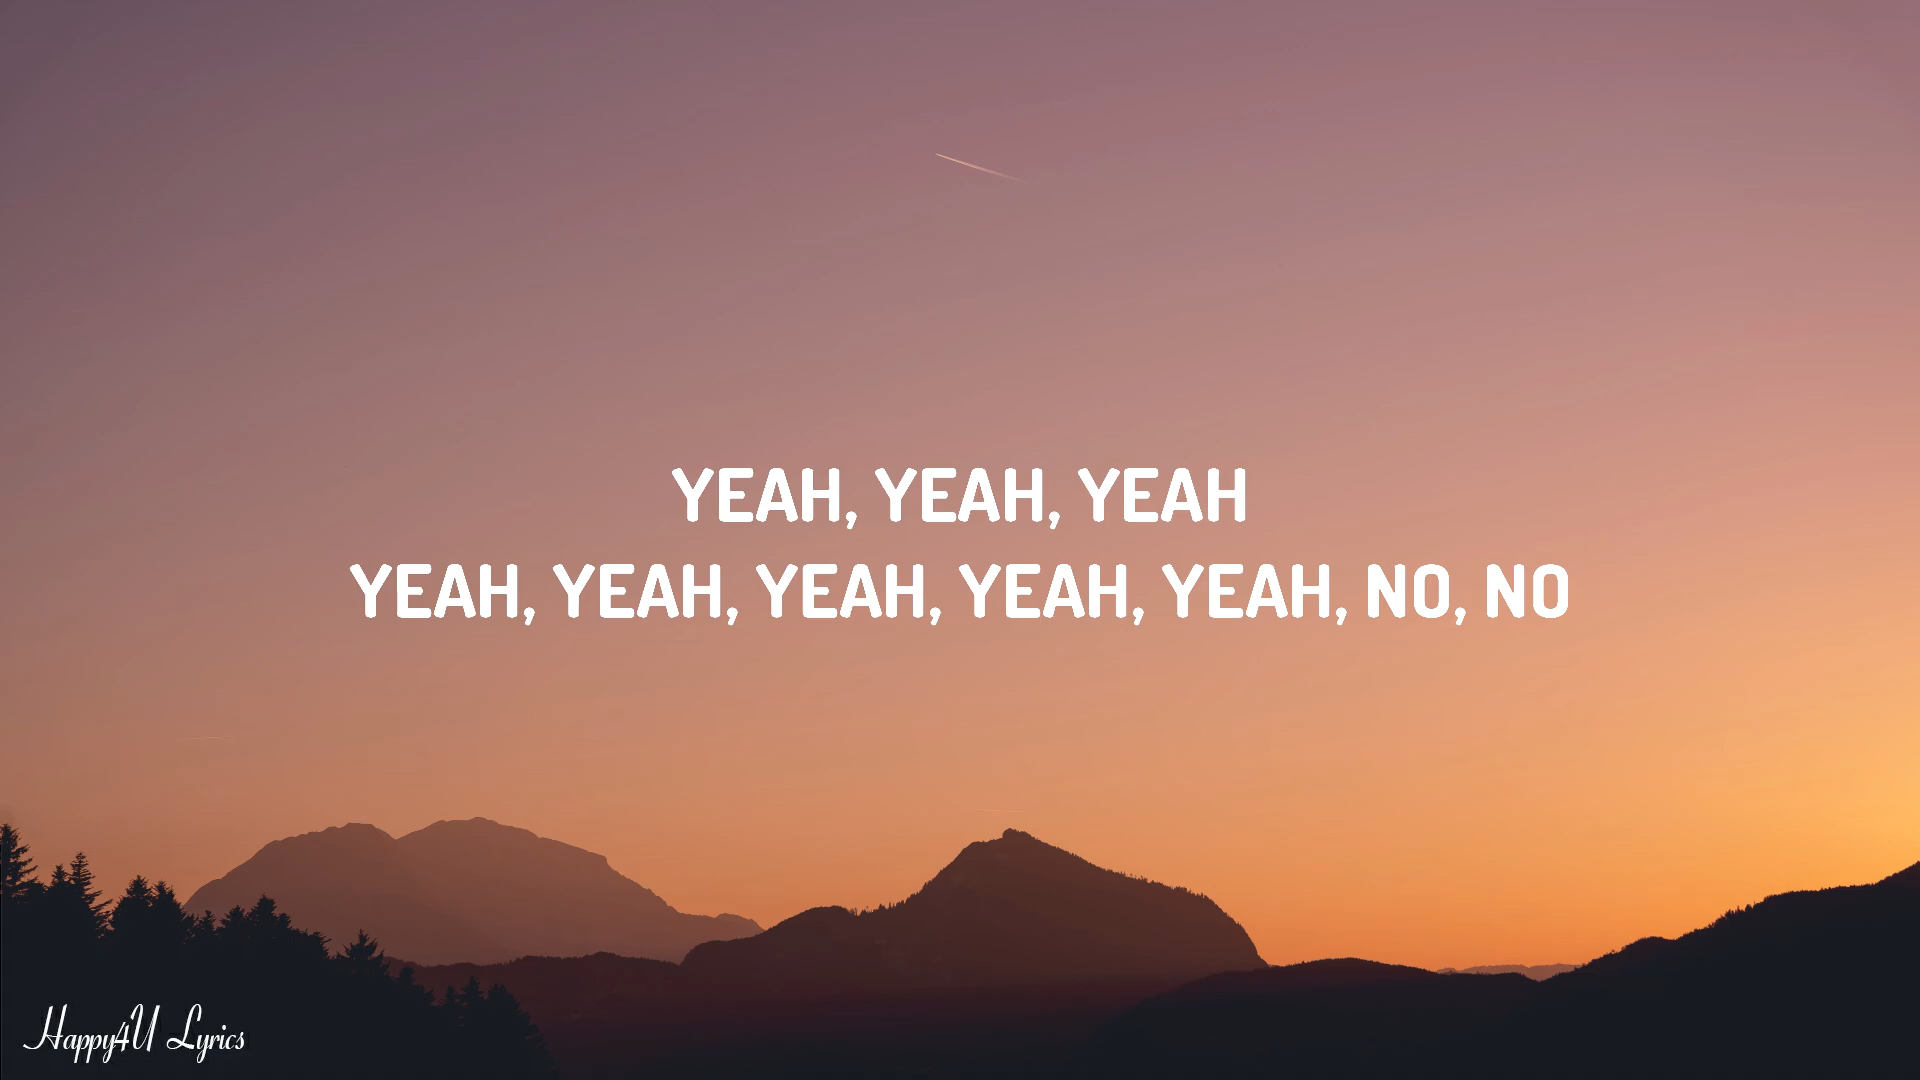 YEAH, YEAH, YEAH
YEAH, YEAH, YEAH, YEAH, YEAH, NO, NO
Happy4U Lyrics